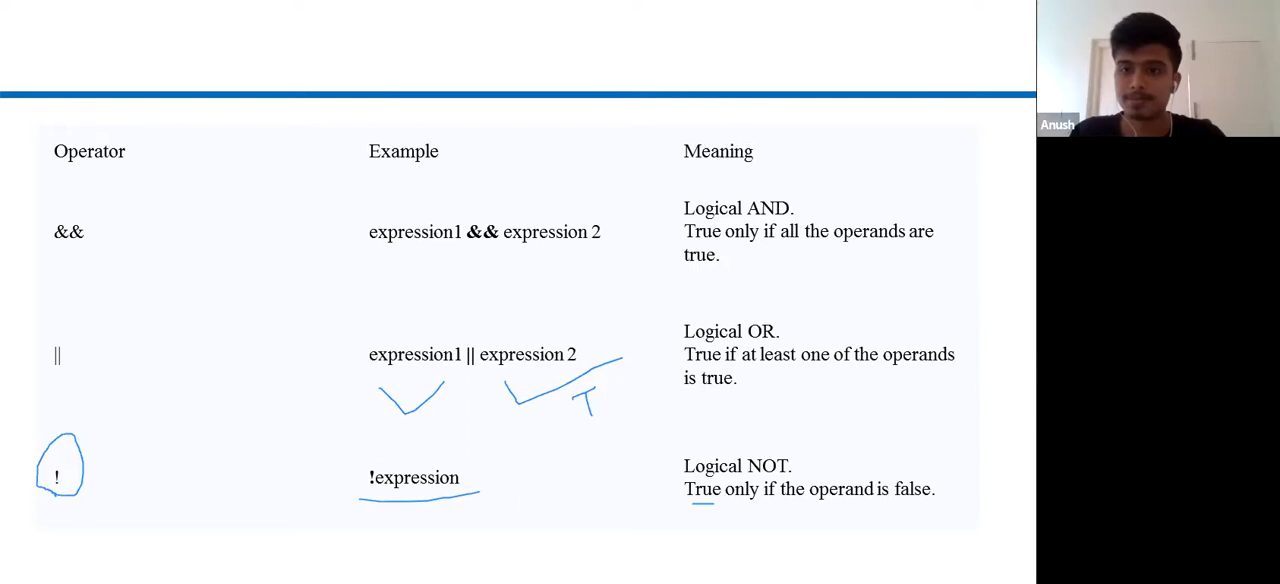 Anush
Operator Example Meaning
&& expression1 && expression 2 Logical AND.
True only if all the operands are
true.
|| expression1 || expression 2 Logical OR.
True if at least one of the operands
is true.
T
! !expression Logical NOT.
True only if the operand is false.